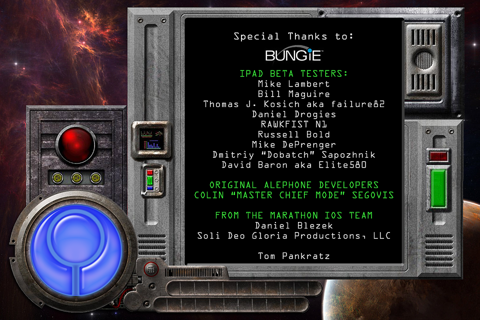 Special Thanks to:
BUNGiE
IPAD BETA TESTERS:
Mike Lambert
Bill Maguire
Thomas J. Kosich aka failure82
Daniel Drogies
RAWKFIST N1
Russell Bold
Mike DePrenger
Dmitriy "Dobatch" Sapozhnik
David Baron aka Elite580
ORIGINAL ALEPHONE DEVELOPERS
COLIN "MASTER CHIEF MODE" SEGOVIS
FROM THE MARATHON IOS TEAM
Daniel Blezek
Soli Deo Gloria Productions, LLC
Tom Pankratz